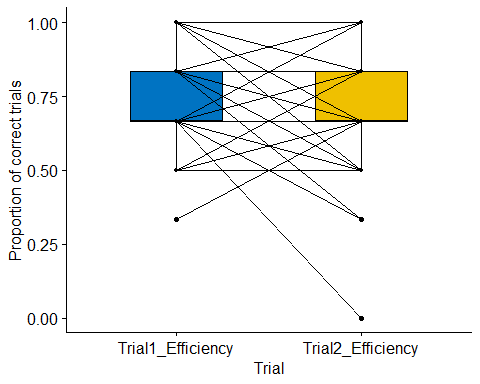 Proportion of correct trials
1.00
0.75
0.50
0.25
0.00
Trial1_Efficiency
Trial2_Efficiency
Trial